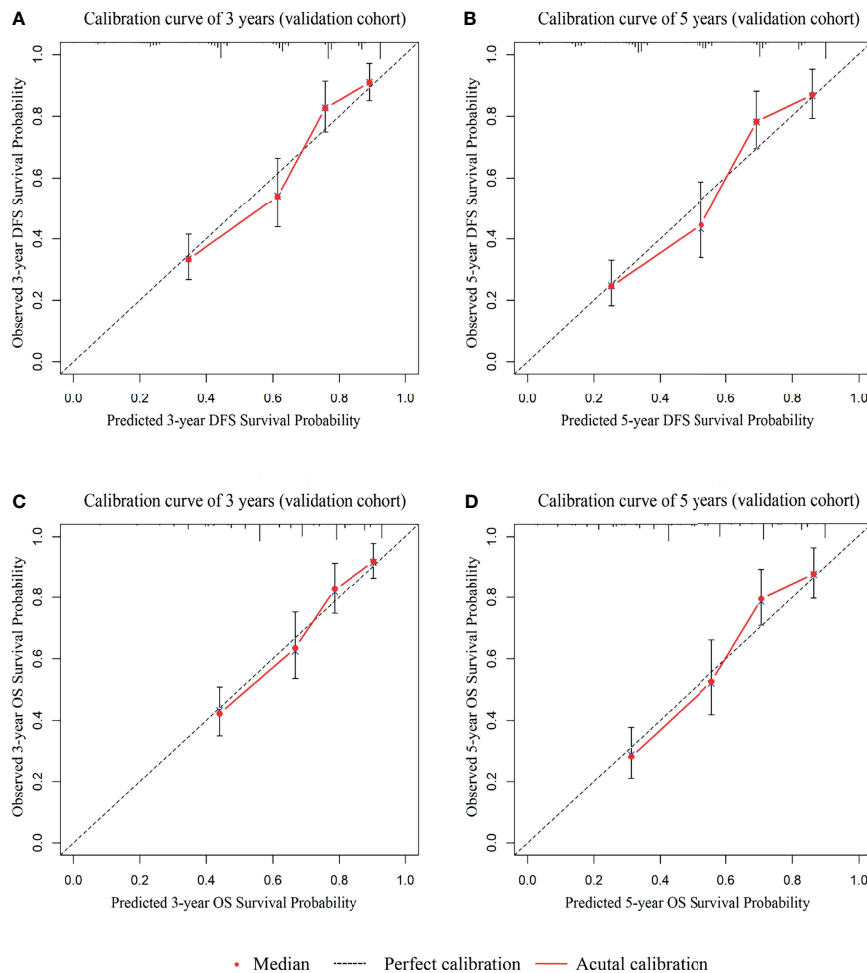 A Calibration curve of 3 years (validation cohort)
Observed 3-year DFS Survival Probability
1.0
0.8
0.6
0.4
0.2
0.0
0.0 0.2 0.4 0.6 0.8 1.0
Predicted 3-year DFS Survival Probability
B Calibration curve of 5 years (validation cohort)
Observed 5-year DFS Survival Probability
1.0
0.8
0.6
0.4
0.2
0.0
0.0 0.2 0.4 0.6 0.8 1.0
Predicted 5-year DFS Survival Probability
C Calibration curve of 3 years (validation cohort)
Observed 3-year OS Survival Probability
1.0
0.8
0.6
0.4
0.2
0.0
0.0 0.2 0.4 0.6 0.8 1.0
Predicted 3-year OS Survival Probability
D Calibration curve of 5 years (validation cohort)
Observed 5-year OS Survival Probability
1.0
0.8
0.6
0.4
0.2
0.0
0.0 0.2 0.4 0.6 0.8 1.0
Predicted 5-year OS Survival Probability
Median Perfect calibration Acutal calibration